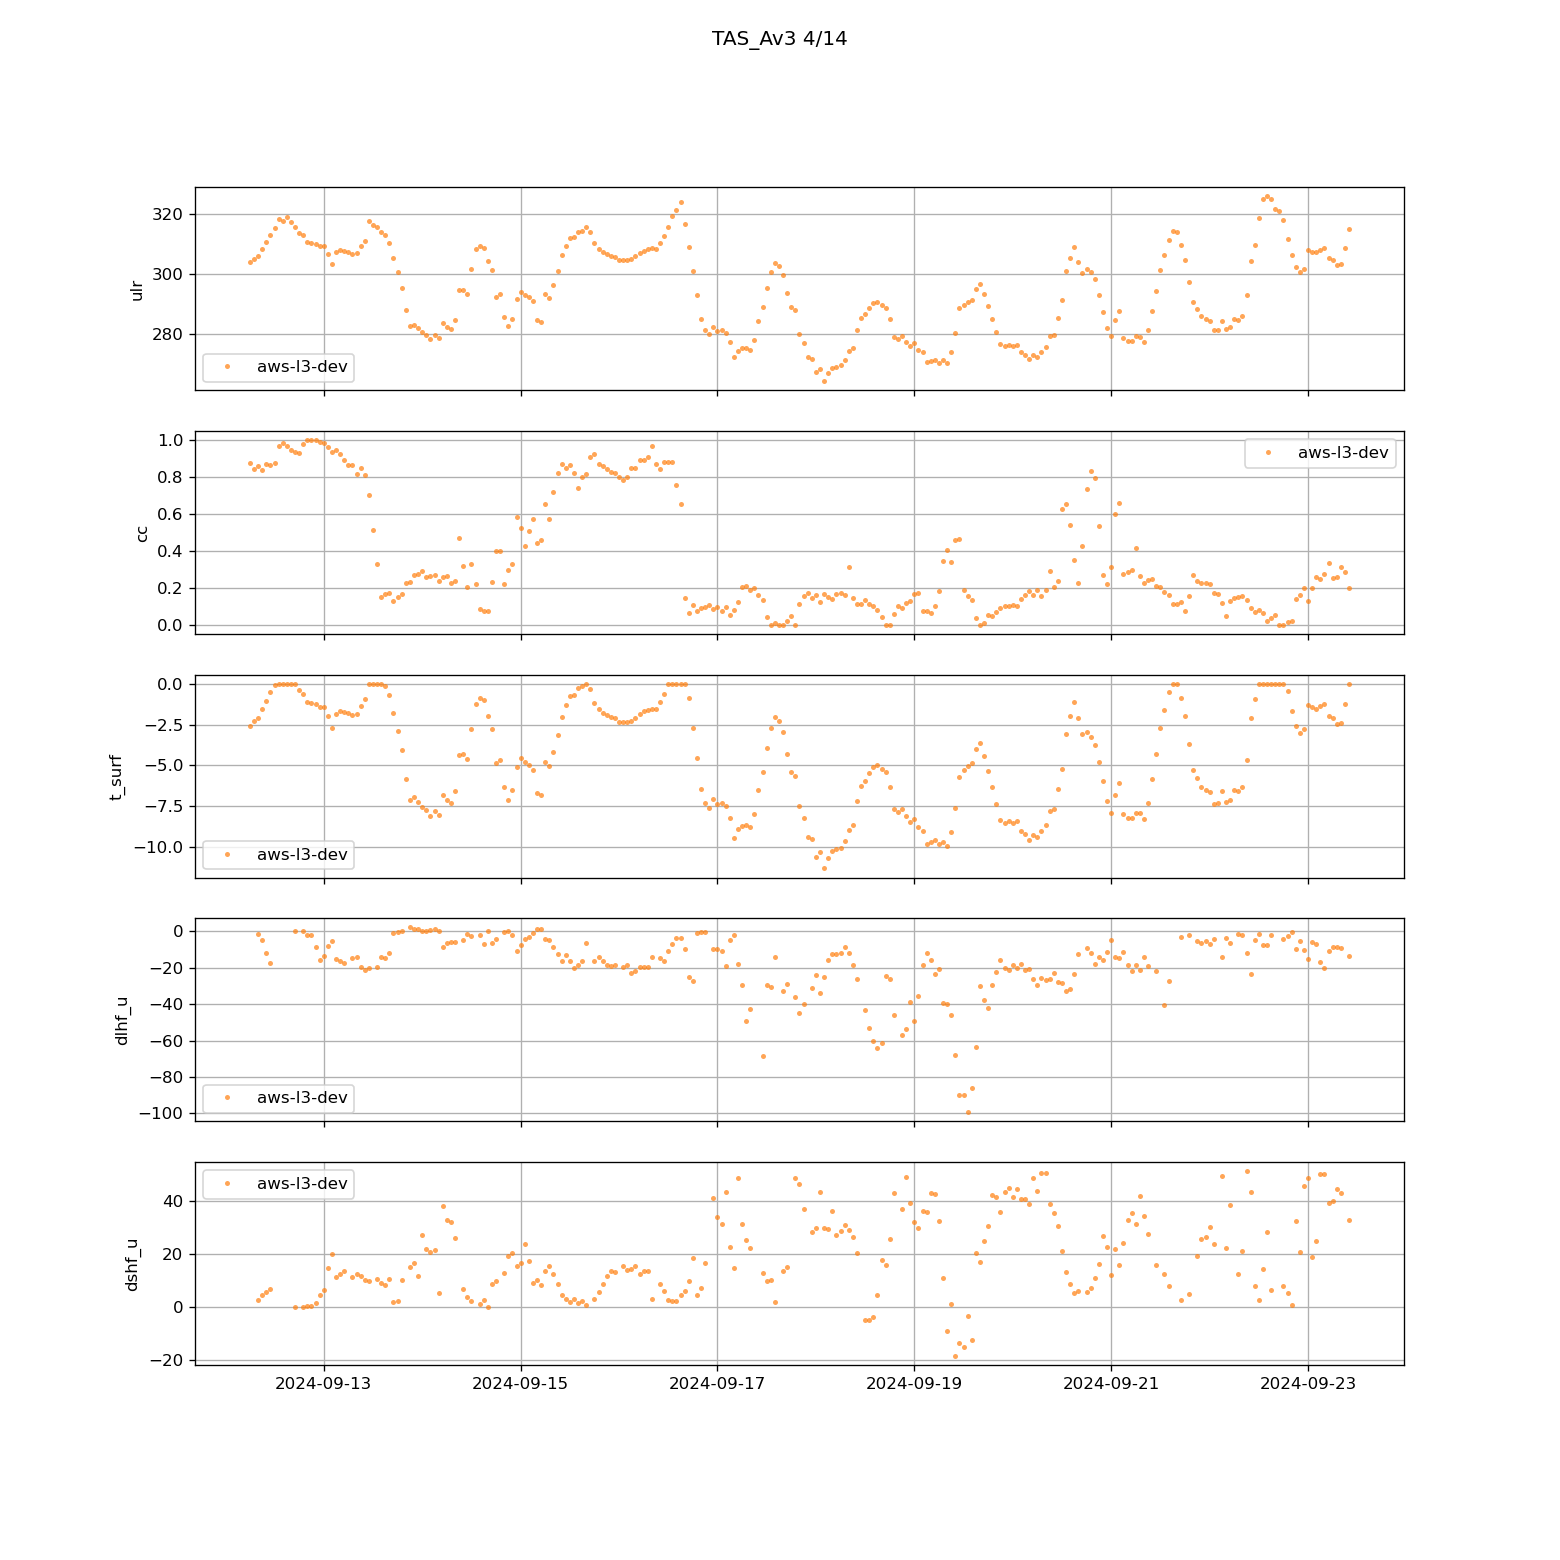 TAS_Av3 4/14
320
300
280
ulr
aws-l3-dev
1.0
0.8
0.6
0.4
0.2
0.0
cc
aws-l3-dev
0.0
−2.5
−5.0
−7.5
−10.0
t_surf
aws-l3-dev
0
−20
−40
−60
−80
−100
dlhf_u
aws-l3-dev
40
20
0
−20
dshf_u
aws-l3-dev
2024-09-13 2024-09-15 2024-09-17 2024-09-19 2024-09-21 2024-09-23